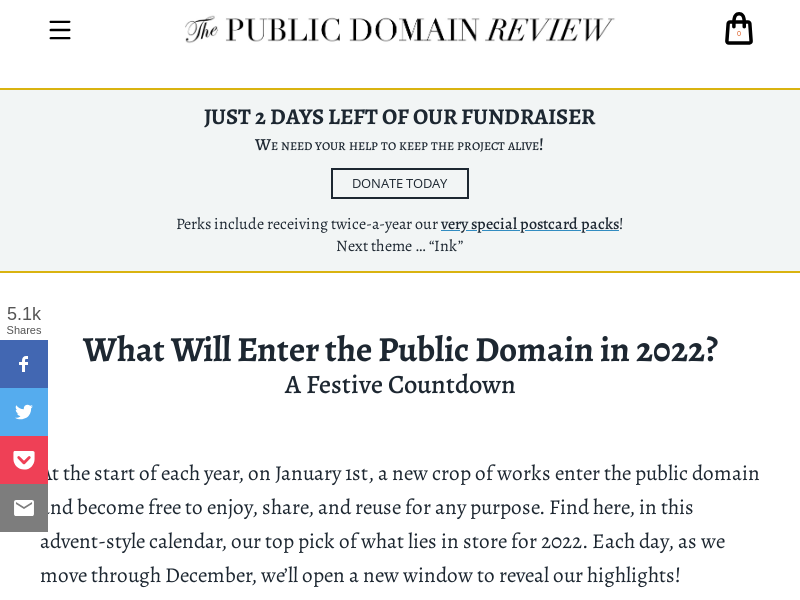 The PUBLIC DOMAIN REVIEW
0
JUST 2 DAYS LEFT OF OUR FUNDRAISER
We need your help to keep the project alive!
DONATE TODAY
Perks include receiving twice-a-year our very special postcard packs!
Next theme ... “Ink”
5.1k
Shares
What Will Enter the Public Domain in 2022?
A Festive Countdown
At the start of each year, on January 1st, a new crop of works enter the public domain
and become free to enjoy, share, and reuse for any purpose. Find here, in this
advent-style calendar, our top pick of what lies in store for 2022. Each day, as we
move through December, we’ll open a new window to reveal our highlights!